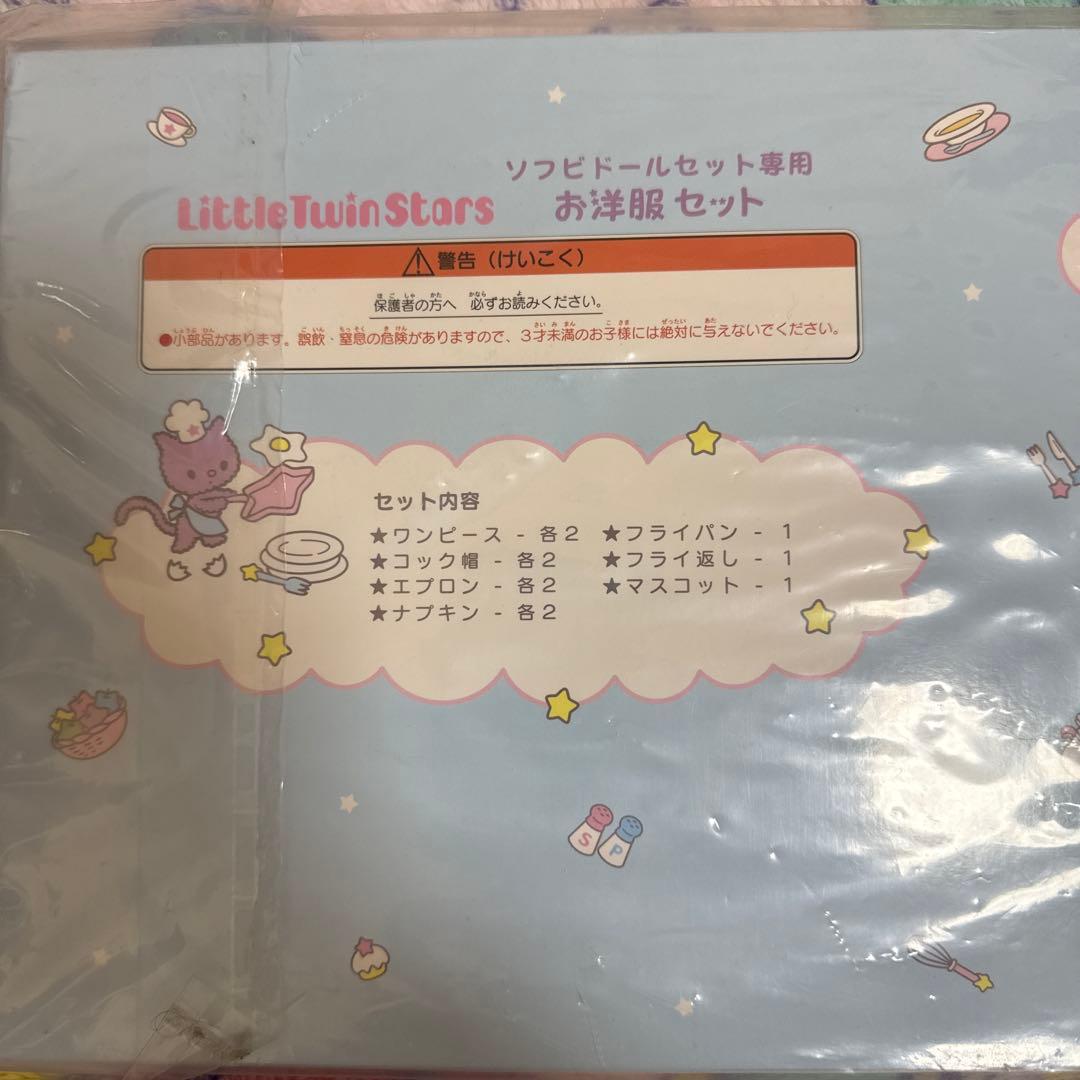 ソフビドールセット専用
LittleTwinStars お洋服セット
⚠警告（けいこく）
保護者の方へ 必ずお読みください。
●小部品があります。誤飲・窒息の危険がありますので、3才未満のお子様には絶対に与えないでください。
セット内容
★ワンピース - 各2 ★フライパン - 1
★コック帽 - 各2 ★フライ返し - 1
★エプロン - 各2 ★マスコット - 1
★ナプキン - 各2
S P